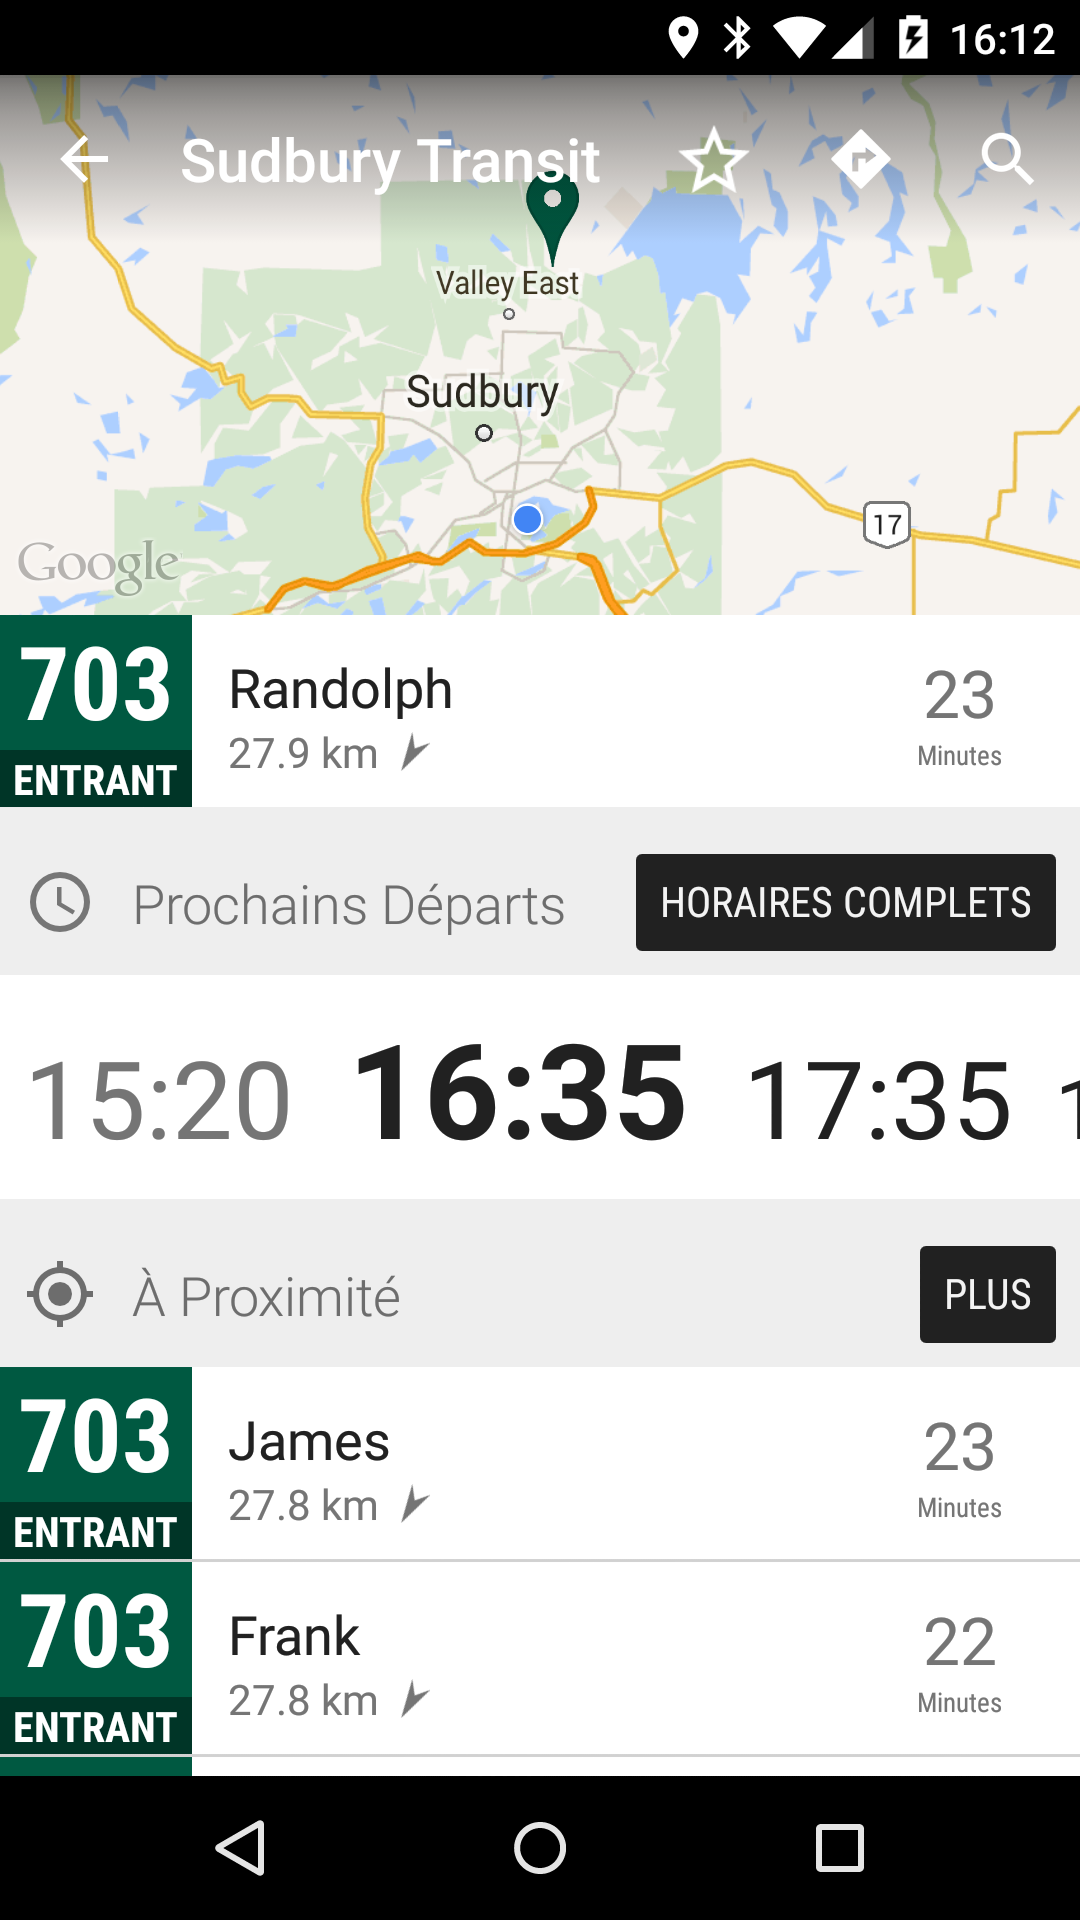 16:12
Sudbury Transit
Valley East
Sudbury
17
Google
703
ENTRANT
Randolph
27.9 km
23
Minutes
Prochains Départs
HORAIRES COMPLETS
15:20 16:35 17:35 1
À Proximité
PLUS
703
ENTRANT
James
27.8 km
23
Minutes
703
ENTRANT
Frank
27.8 km
22
Minutes